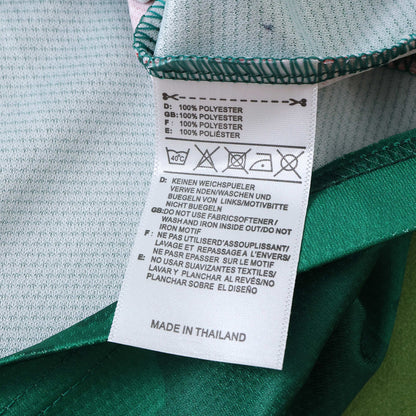 D: 100% POLYESTER
GB: 100% POLYESTER
F : 100% POLYESTER
E: 100% POLIÉSTER
40°C
D: KEINEN WEICHSPUELER
VERWENDEN/WASCHEN UND
BUEGELN VON LINKS/MOTIVBITTE
NICHT BUEGELN
GB: DO NOT USE FABRICSOFTENER/
WASH AND IRON INSIDE OUT/DO NOT
IRON MOTIF
F : NE PAS UTILISERD'ASSOUPLISSANT/
LAVAGE ET REPASSAGE A L'ENVERS/
NE PAS EPASSER SUR LE MOTIF
E: NO USAR SUAVIZANTES TEXTILES/
LAVAR Y PLANCHAR AL REVÉS/NO
PLANCHAR SOBRE EL DISEÑO
MADE IN THAILAND